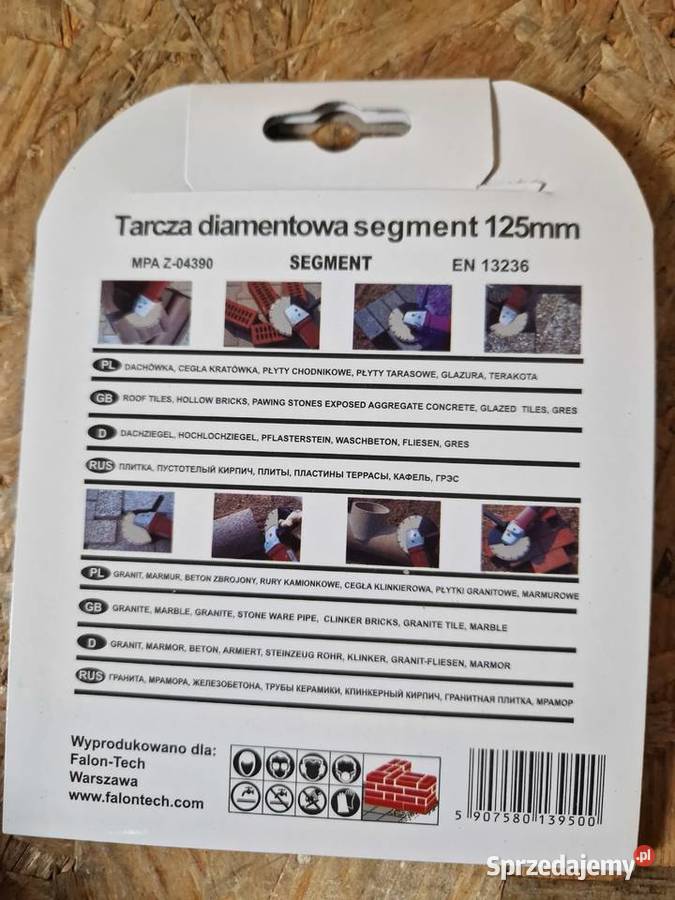 Tarcza diamentowa segment 125mm
MPA Z-04390 SEGMENT EN 13236
PL DACHÓWKA, CEGŁA KRATÓWKA, PŁYTY CHODNIKOWE, PŁYTY TARASOWE, GLAZURA, TERAKOTA
GB ROOF TILES, HOLLOW BRICKS, PAWING STONES EXPOSED AGGREGATE CONCRETE, GLAZED TILES, GRES
D DACHZIEGEL, HOCHLOCHZIEGEL, PFLASTERSTEIN, WASCHBETON, FLIESEN, GRES
RUS ПЛИТКА, ПУСТОТЕЛЫЙ КИРПИЧ, ПЛИТЫ, ПЛАСТИНЫ ТЕРРАСЫ, КАФЕЛЬ, ГРЭС
PL GRANIT, MARMUR, BETON ZBROJONY, RURY KAMIONKOWE, CEGŁA KLINKIEROWA, PŁYTKI GRANITOWE, MARMUROWE
GB GRANITE, MARBLE, GRANITE, STONE WARE PIPE, CLINKER BRICKS, GRANITE TILE, MARBLE
D GRANIT, MARMOR, BETON, ARMIERT, STEINZEUG ROHR, KLINKER, GRANIT-FLIESEN, MARMOR
RUS ГРАНИТА, МРАМОРА, ЖЕЛЕЗОБЕТОНА, ТРУБЫ КЕРАМИКИ, КЛИНКЕРНЫЙ КИРПИЧ, ГРАНИТНАЯ ПЛИТКА, МРАМОР
Wyprodukowano dla:
Falon-Tech
Warszawa
www.falontech.com
5 907580 139500
Sprzedajemy.pl